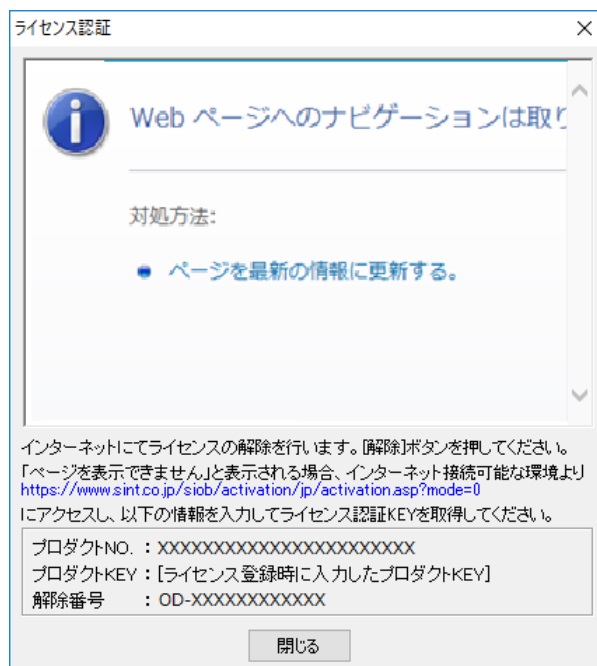 ライセンス認証
Web ページへのナビゲーションは取り
対処方法:
ページを最新の情報に更新する。
インターネットにてライセンスの解除を行います。[解除]ボタンを押してください。
「ページを表示できません」と表示される場合、インターネット接続可能な環境より
https://www.sint.co.jp/siob/activation/jp/activation.asp?mode=0
にアクセスし、以下の情報を入力してライセンス認証KEYを取得してください。
プロダクトNO. : XXXXXXXXXXXXXXXXXXXXXXXX
プロダクトKEY : [ライセンス登録時に入力したプロダクトKEY]
解除番号 : OD-XXXXXXXXXXXX
閉じる